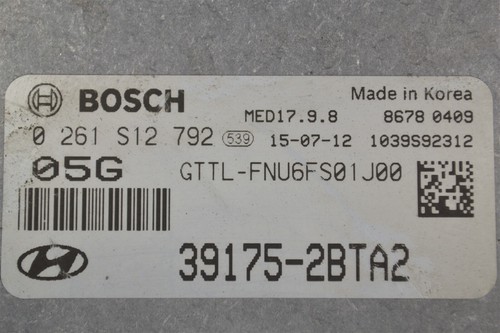 BOSCH MED17.9.8 Made in Korea
8678 0409
0 261 S12 792 539 15-07-12 1039S92312
05G GTTL-FNU6FS01J00
39175-2BTA2